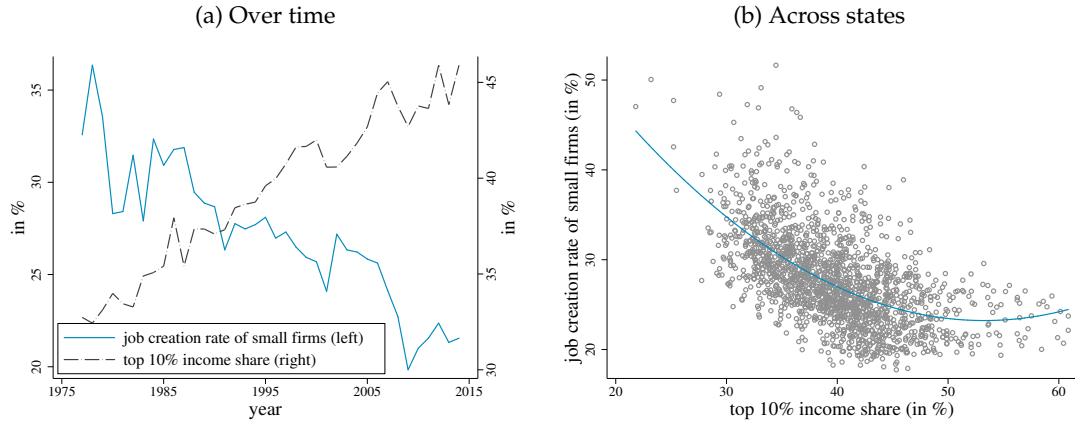 (a) Over time
in %
35
30
25
20
in %
45
40
35
30
job creation rate of small firms (left)
top 10% income share (right)
1975
1985
1995
2005
2015
year
(b) Across states
job creation rate of small firms (in %)
50
40
30
20
20
30
40
50
60
top 10% income share (in %)